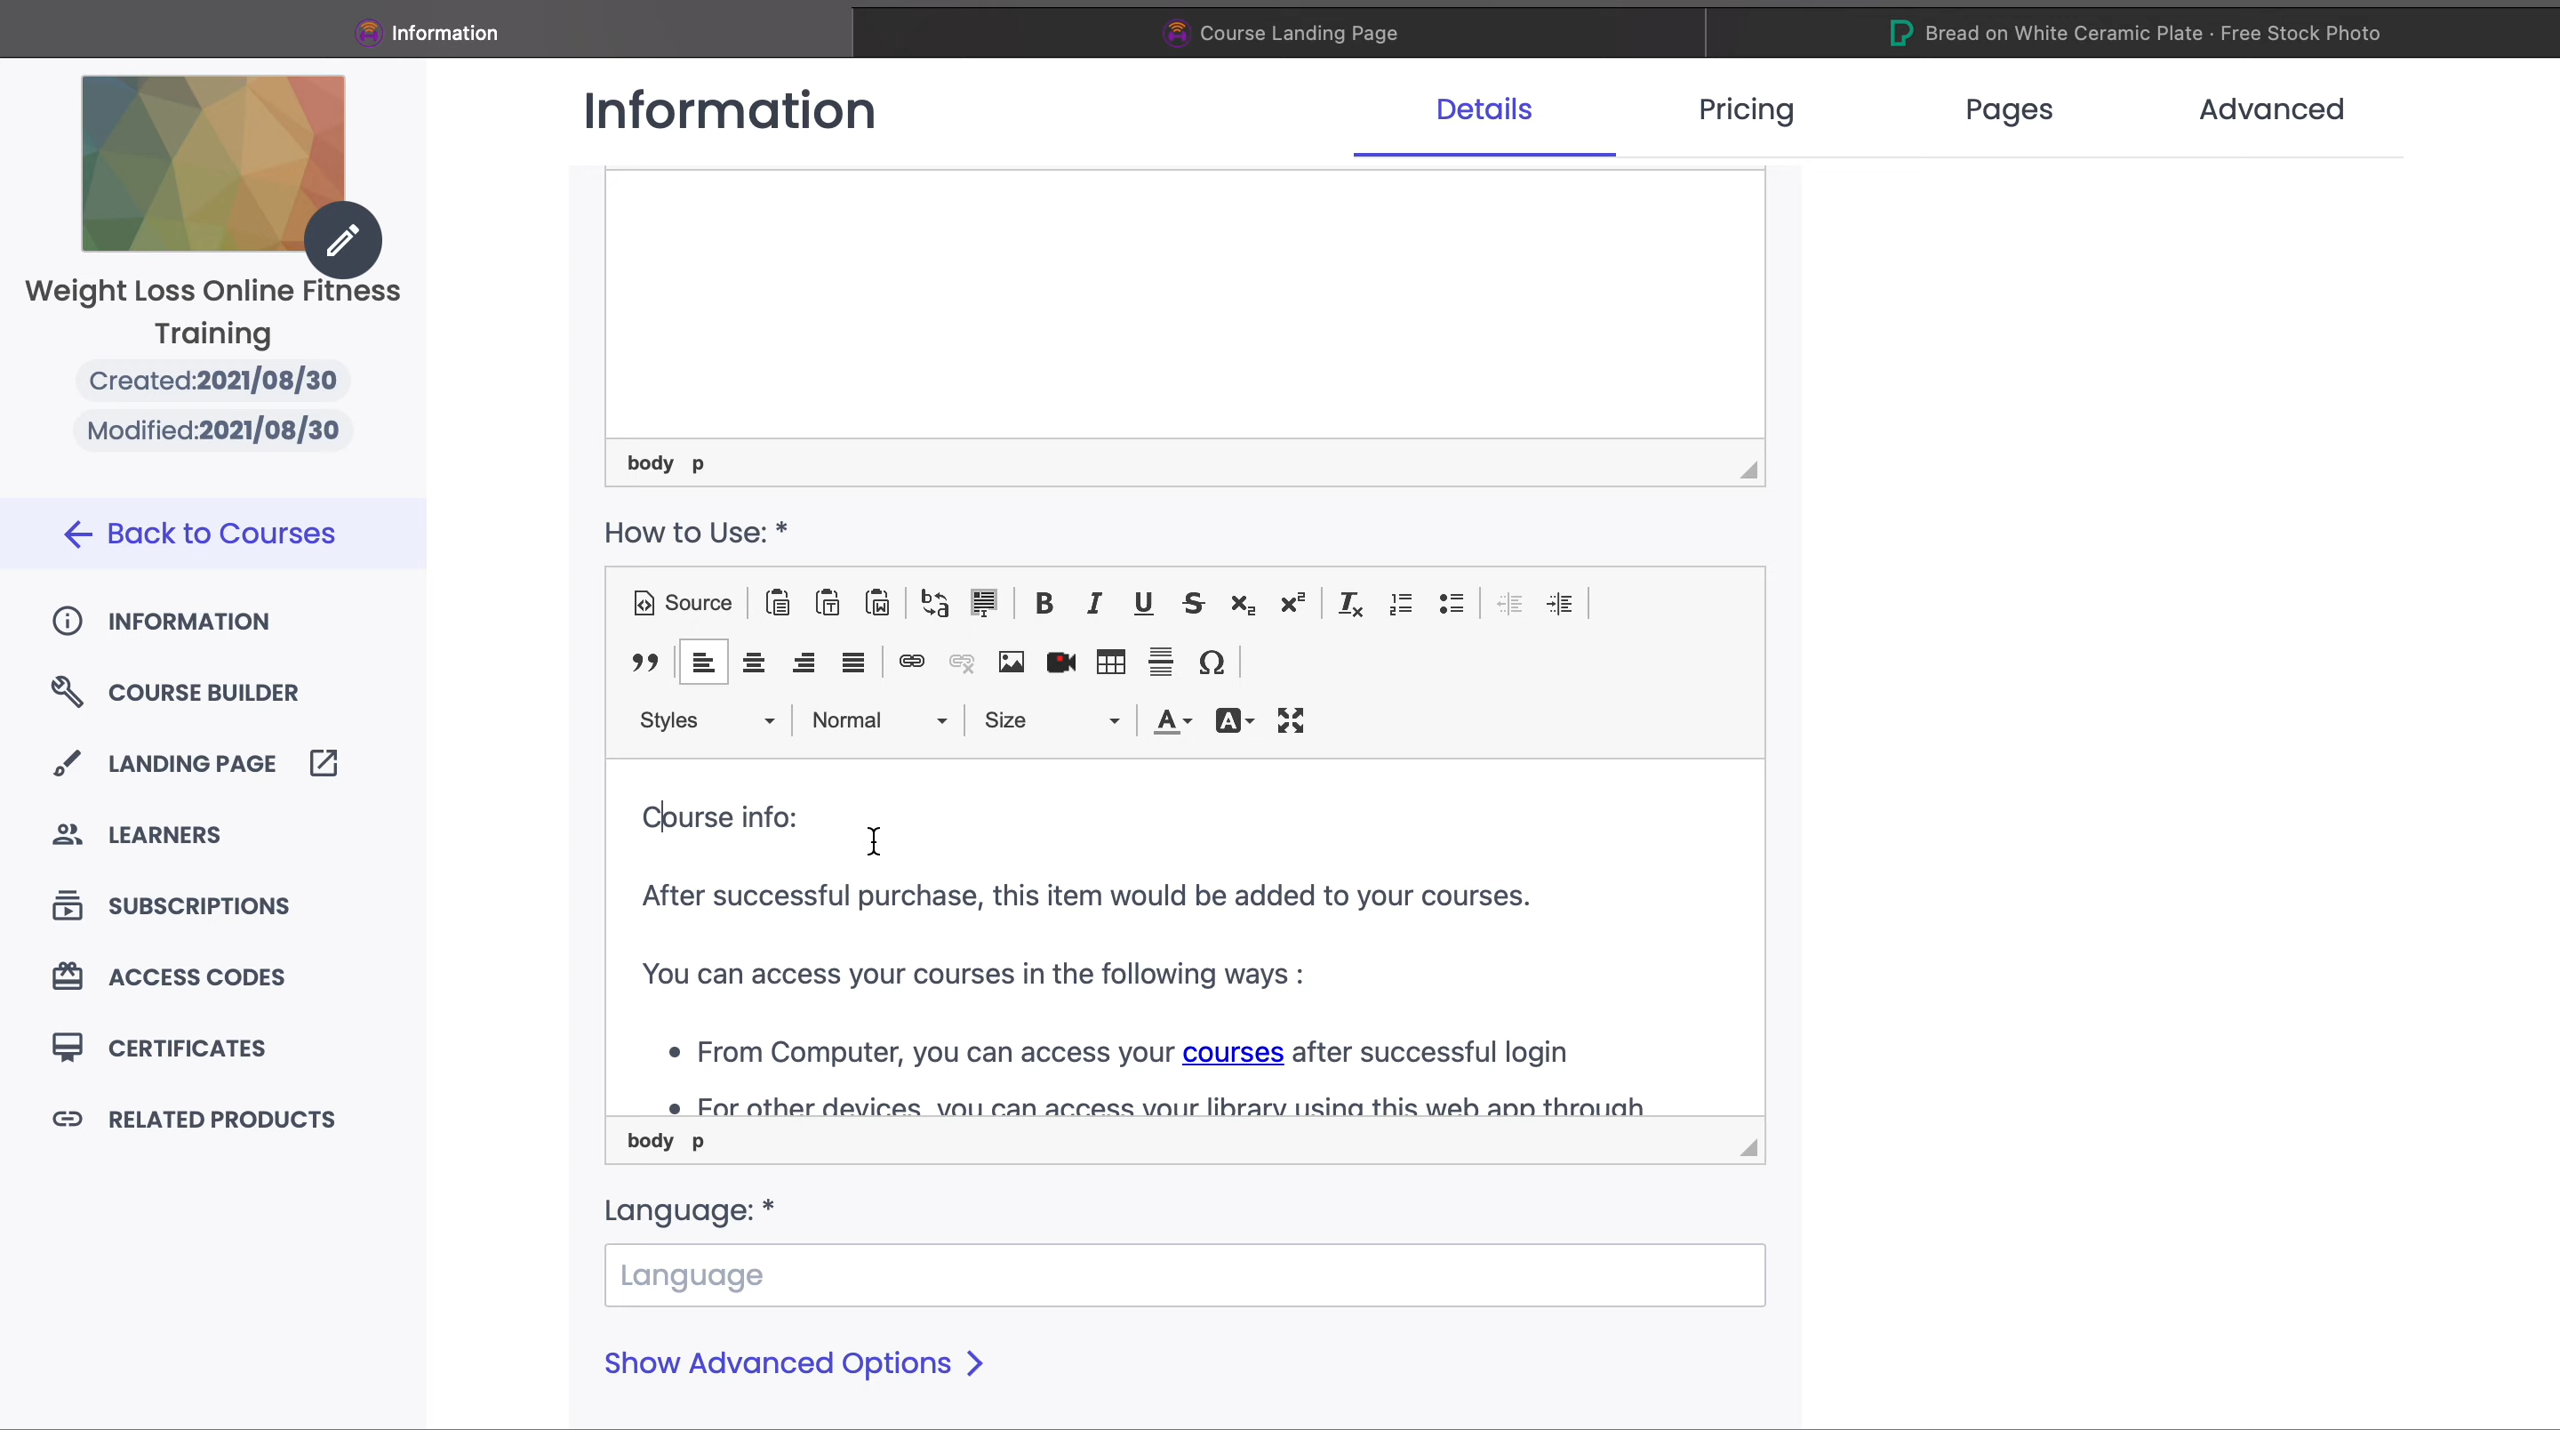 Information
Course Landing Page
Bread on White Ceramic Plate · Free Stock Photo
Weight Loss Online Fitness
Training
Created:2021/08/30
Modified:2021/08/30
Back to Courses
INFORMATION
COURSE BUILDER
LANDING PAGE
LEARNERS
SUBSCRIPTIONS
ACCESS CODES
CERTIFICATES
RELATED PRODUCTS
Information
Details
Pricing
Pages
Advanced
body p
How to Use: *
Source
Styles
Normal
Size
Course info:
After successful purchase, this item would be added to your courses.
You can access your courses in the following ways :
From Computer, you can access your courses after successful login
For other devices, you can access your library using this web app through
body p
Language: *
Language
Show Advanced Options